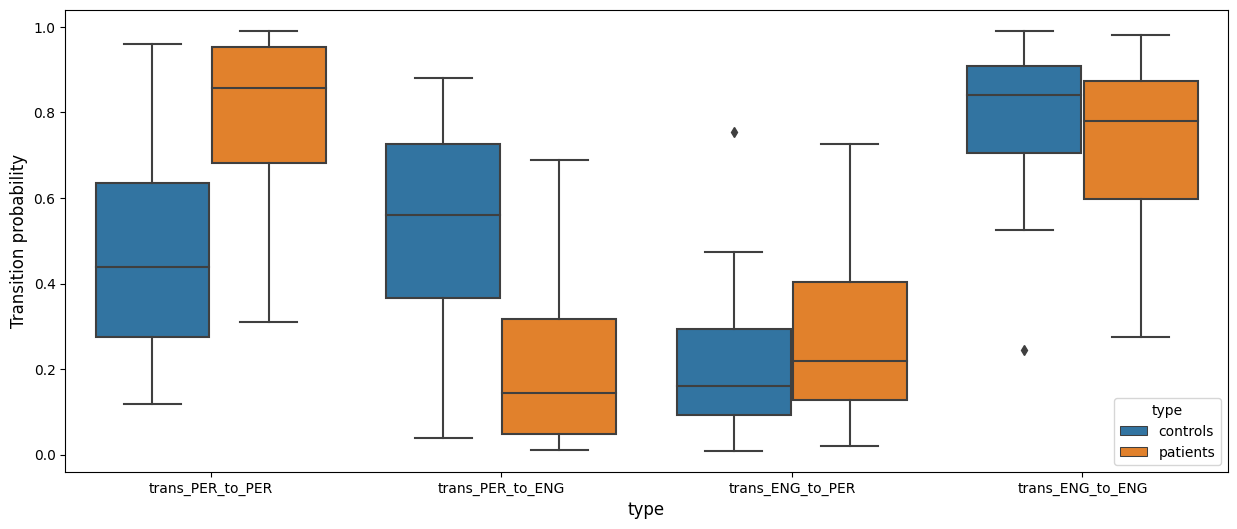 Transition probability
1.0
0.8
0.6
0.4
0.2
0.0
trans_PER_to_PER
trans_PER_to_ENG
trans_ENG_to_PER
trans_ENG_to_ENG
type
type
controls
patients